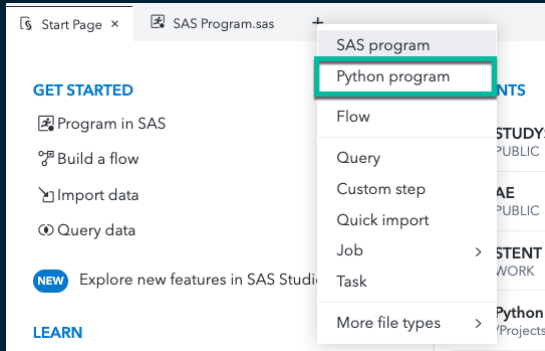 Start Page
SAS Program.sas
GET STARTED
Program in SAS
Build a flow
Import data
Query data
NEW Explore new features in SAS Studi
LEARN
SAS program
Python program
Flow
Query
Custom step
Quick import
Job
Task
More file types
NTS
STUDY
PUBLIC
AE
PUBLIC
STENT
WORK
Python
/Projects